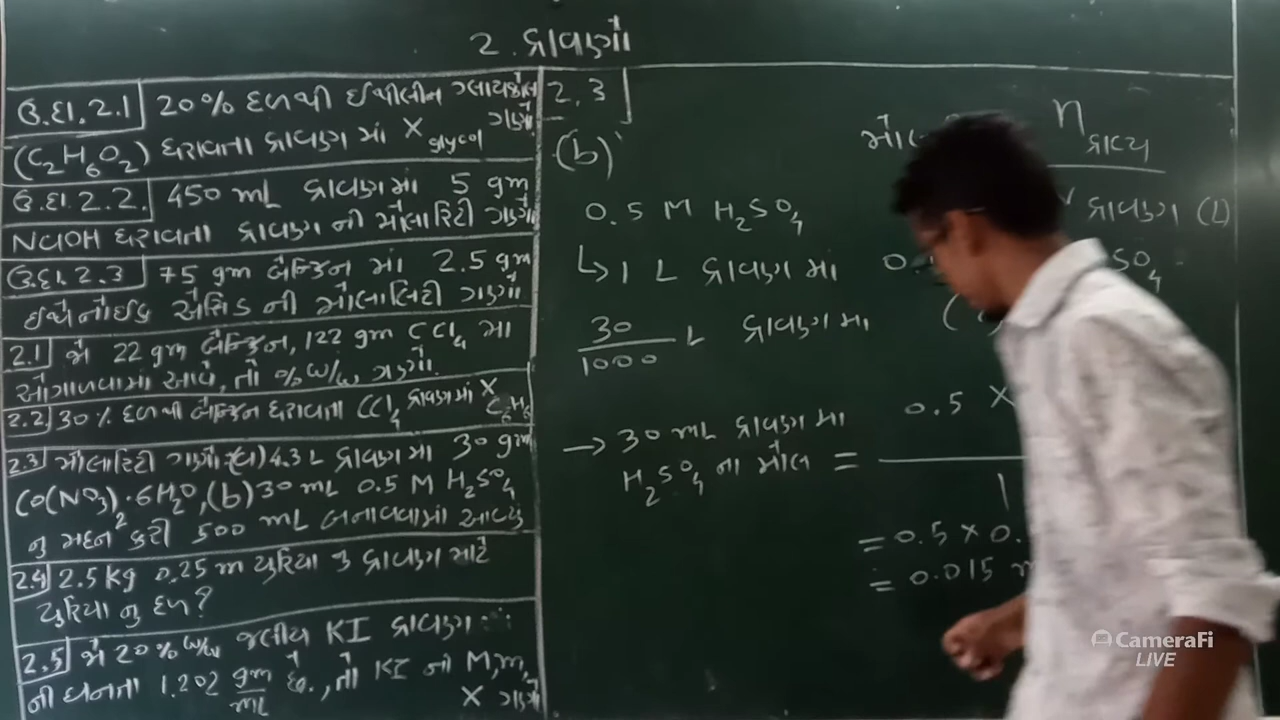 2. દ્રાવણો
ઉ.દા.2.1 20% દળથી ઈથીલીન ગ્લાયકોલ
(C₂H₆O₂) ધરાવતા દ્રાવણ માં X glycol ગણો
ઉ.દા.2.2. 450 mL દ્રાવણમાં 5 gm
NaOH ધરાવતા દ્રાવણ ની મોલારિટી ગણો
ઉ.દા.2.3 75 gm બેન્ઝિન માં 2.5 gm
ઈથેનોઈક એસિડ ની મોલાલિટી ગણો
2.1 જો 22 gm બેન્ઝિન, 122 gm CCl₄ મા
ઓગાળવામાં આવે, તો % w/w ગણો.
2.2 30% દળથી બેન્ઝિન ધરાવતા CCl₄ દ્રાવણમાં X C₆H₆
2.3 મોલારિટી ગણો (a) 4.3 L દ્રાવણ મા 30 gm
Co(NO₃)₂·6H₂O, (b) 30 mL 0.5 M H₂SO₄
નુ મંદન કરી 500 mL બનાવવામાં આવ્યુ
2.4 2.5 kg 0.25 m યુરિયા નુ દ્રાવણ માટે
યુરિયા નુ દળ?
2.5 જો 20% w/w જલીય KI દ્રાવણ
ની ઘનતા 1.202 gm/mL છે., તો KI ની M, m,
X ગણો
2.3
(b)
n દ્રાવ્ય
દ્રાવણ (L)
0.5 M H₂SO₄
↳ 1 L દ્રાવણ માં
SO₄
30/1000 L દ્રાવણ મા
(
0.5 ×
→ 30 mL દ્રાવણ મા
H₂SO₄ ના મોલ =
1
= 0.5 × 0.
= 0.015
CameraFi
LIVE